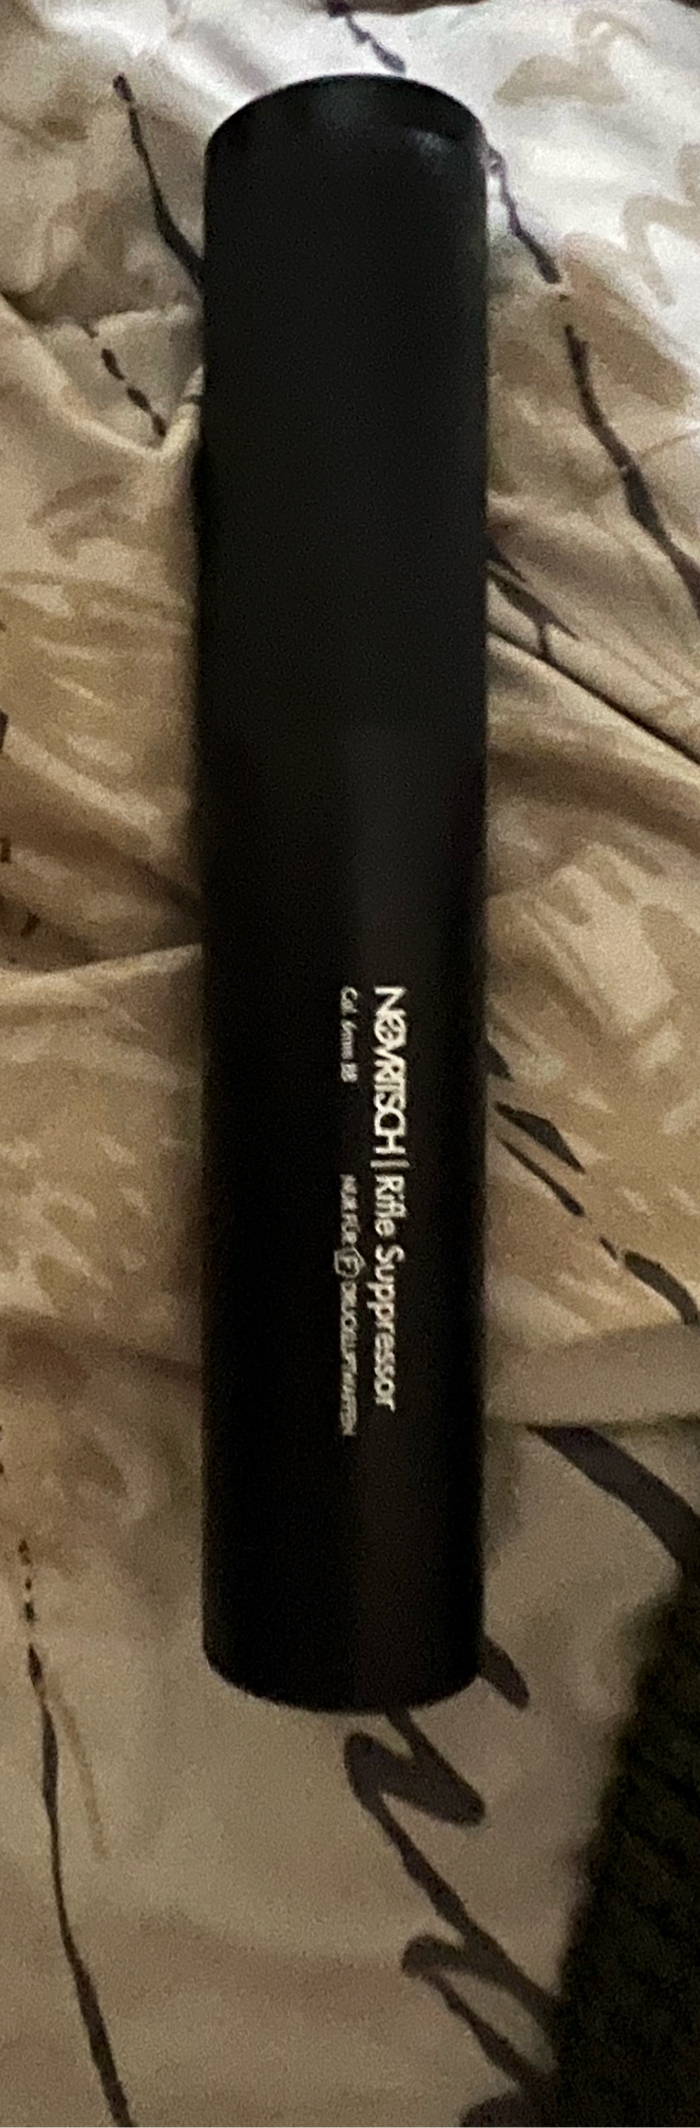 NOVRITSCH | Rifle Suppressor
Cal. 6mm BB NUR FÜR F DRUCKLUFTWAFFEN